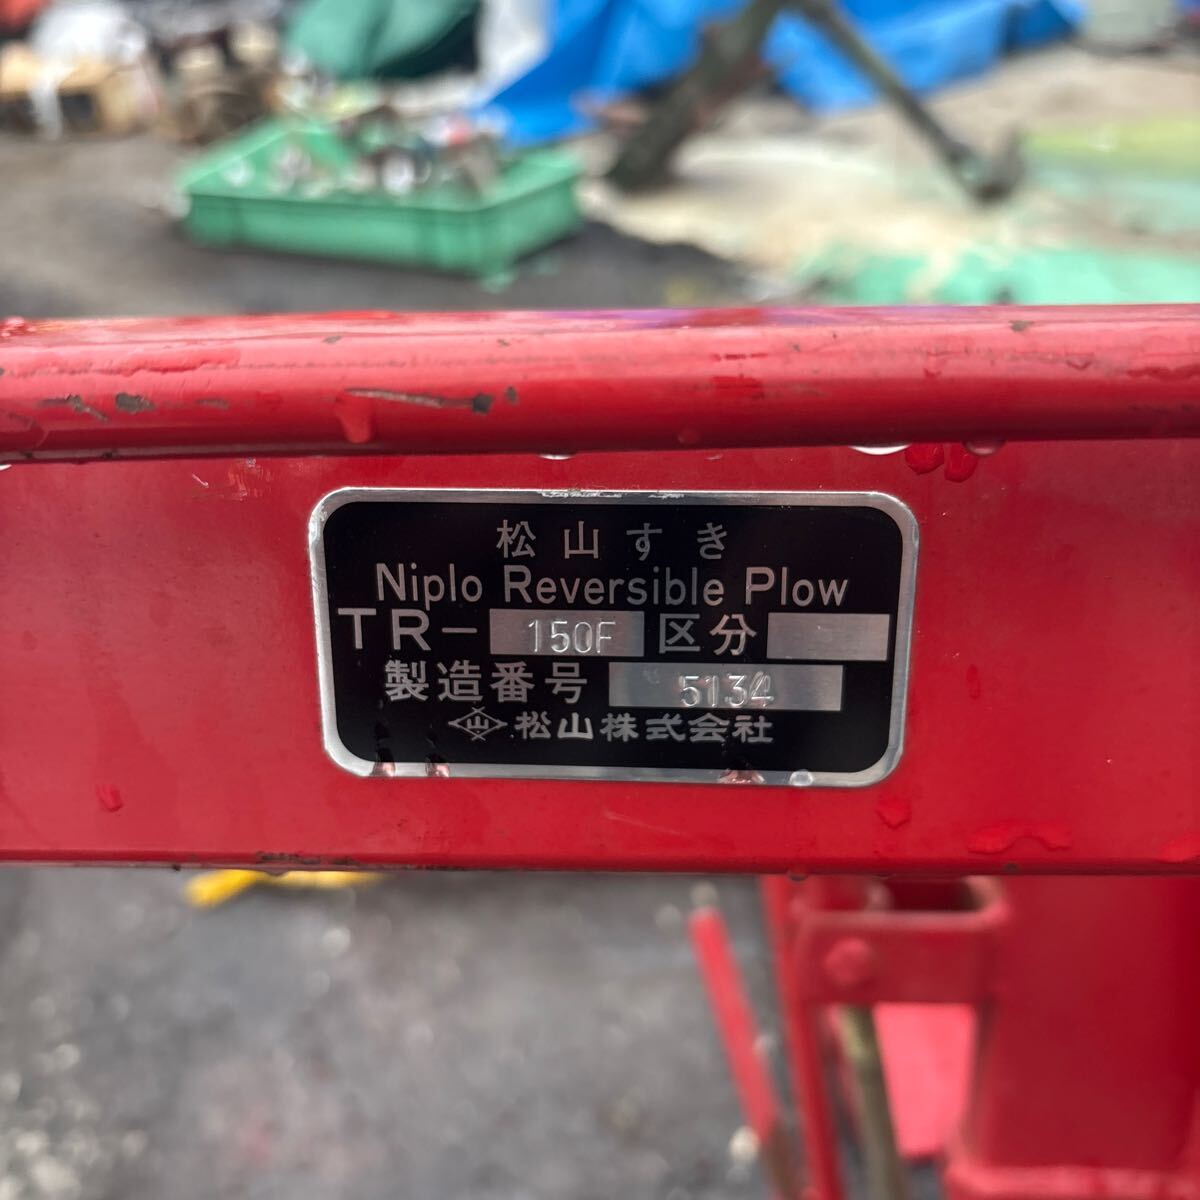 松山すき
Niplo Reversible Plow
TR-150F 区分
製造番号 5134
山 松山株式会社